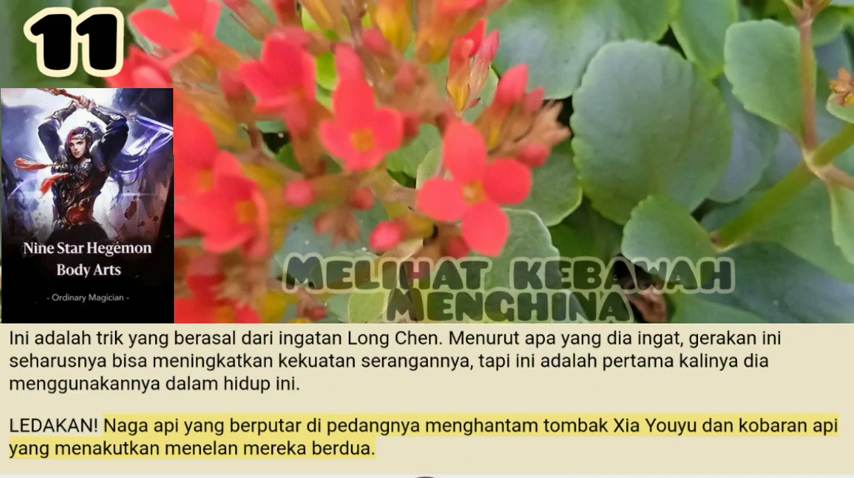 11
Nine Star Hegemon
Body Arts
- Ordinary Magician -
MELIHAT KEBAWAH
MENGHINA
Ini adalah trik yang berasal dari ingatan Long Chen. Menurut apa yang dia ingat, gerakan ini
seharusnya bisa meningkatkan kekuatan serangannya, tapi ini adalah pertama kalinya dia
menggunakannya dalam hidup ini.
LEDAKAN! Naga api yang berputar di pedangnya menghantam tombak Xia Youyu dan kobaran api
yang menakutkan menelan mereka berdua.